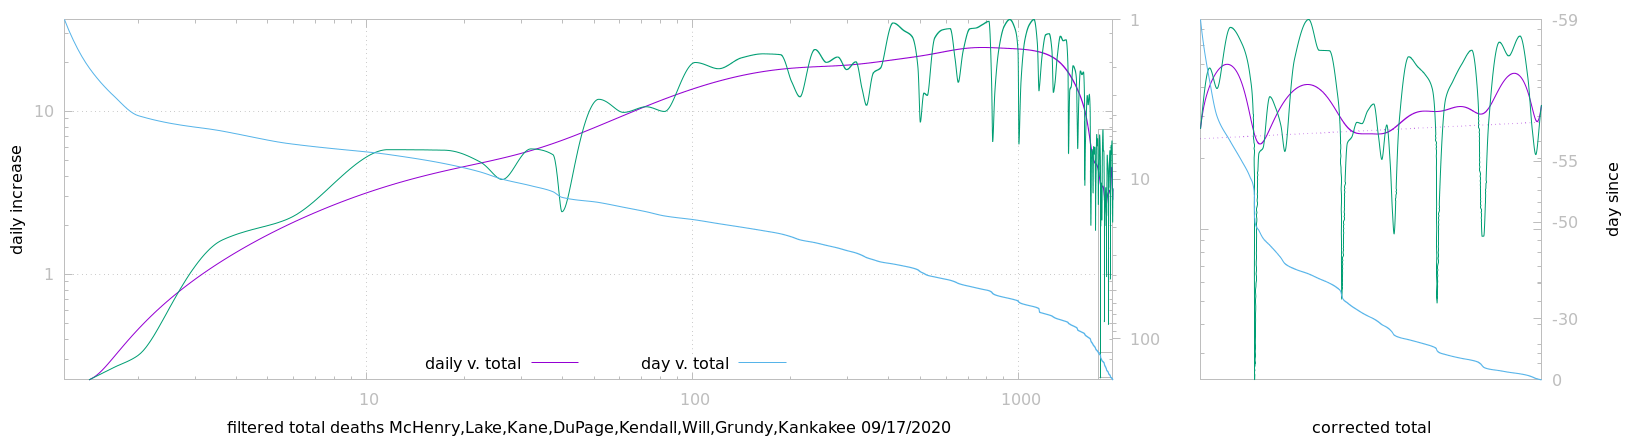 1
-59
10
daily increase
-55
10
day since
-50
1
-30
100
daily v. total
day v. total
0
10
100
1000
filtered total deaths McHenry,Lake,Kane,DuPage,Kendall,Will,Grundy,Kankakee 09/17/2020
corrected total